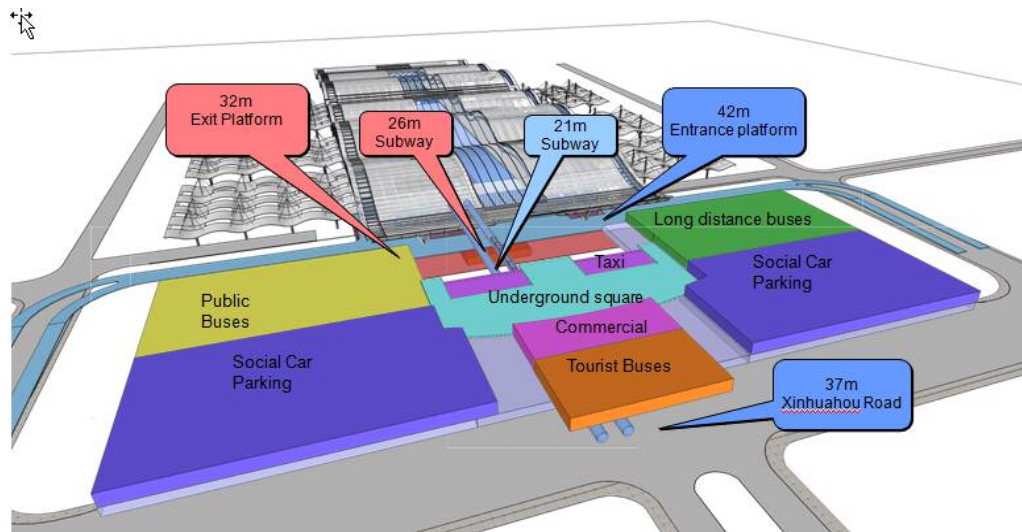 32m
Exit Platform
26m
Subway
21m
Subway
42m
Entrance platform
Long distance buses
Social Car
Parking
Taxi
Underground square
Public
Buses
Commercial
Social Car
Parking
Tourist Buses
37m
Xinhuahou Road